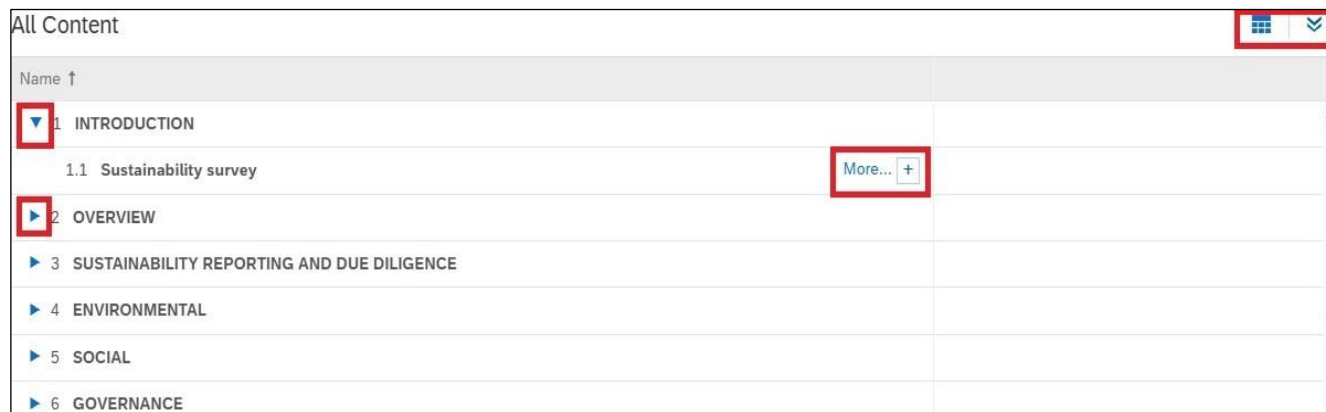 All Content
Name ↑
1 INTRODUCTION
1.1 Sustainability survey More... +
2 OVERVIEW
3 SUSTAINABILITY REPORTING AND DUE DILIGENCE
4 ENVIRONMENTAL
5 SOCIAL
6 GOVERNANCE